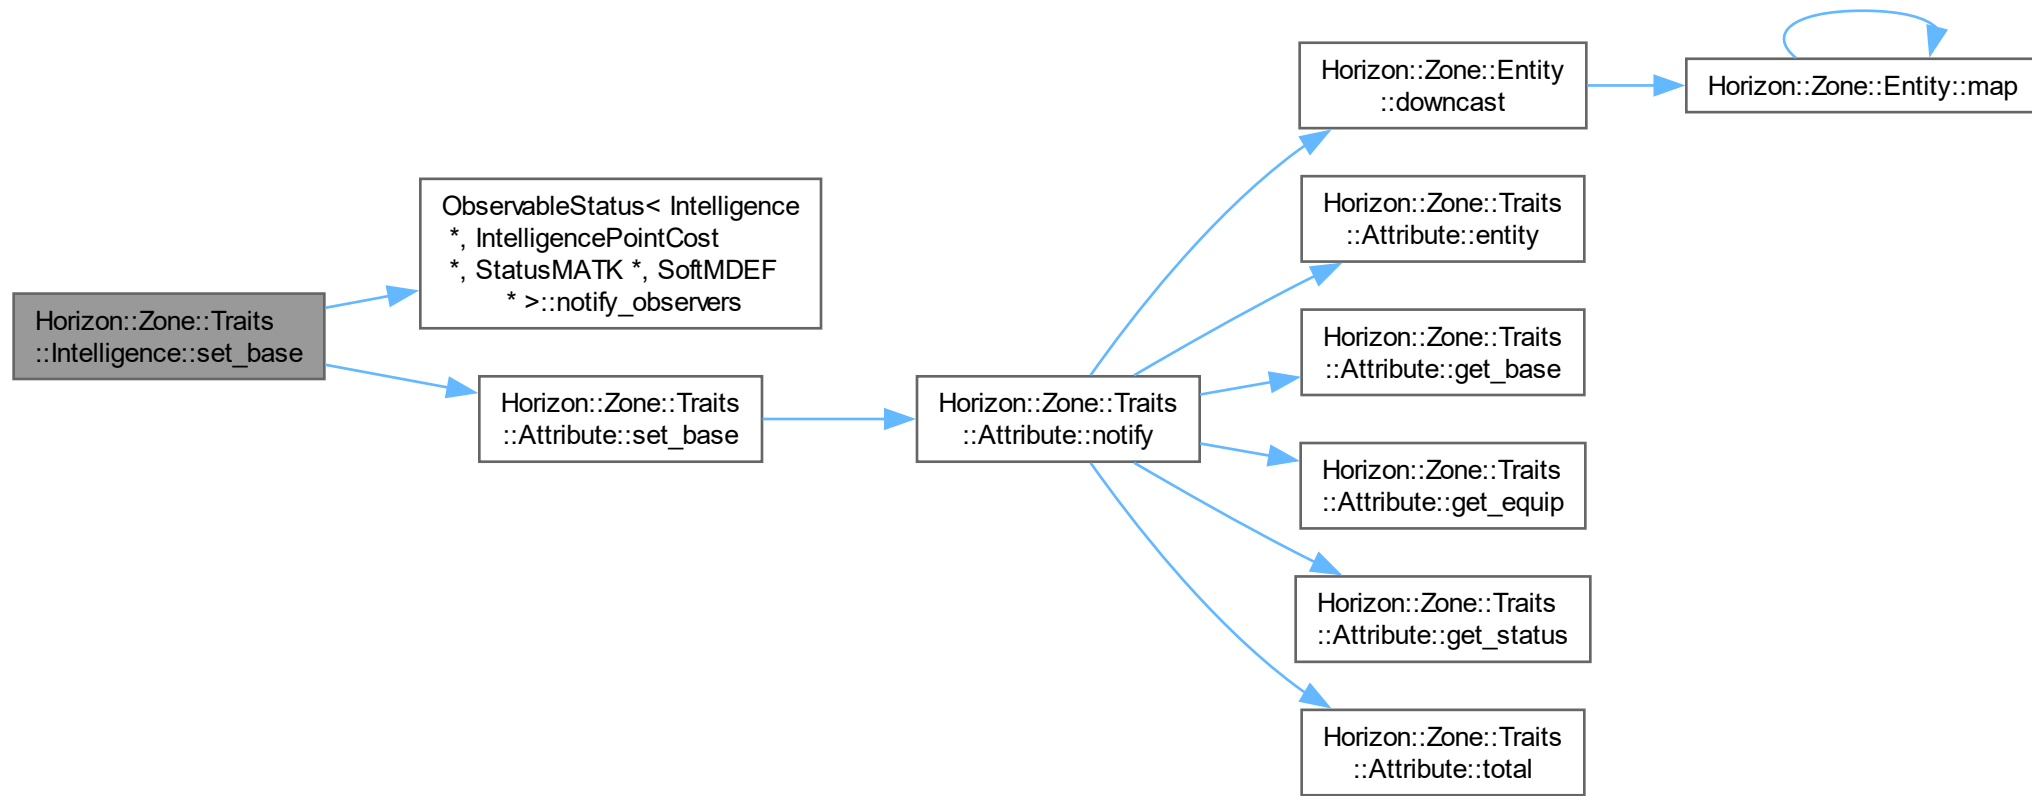 Horizon::Zone::Traits
::Intelligence::set_base
ObservableStatus< Intelligence
*, IntelligencePointCost
*, StatusMATK *, SoftMDEF
* >::notify_observers
Horizon::Zone::Traits
::Attribute::set_base
Horizon::Zone::Traits
::Attribute::notify
Horizon::Zone::Entity
::downcast
Horizon::Zone::Entity::map
Horizon::Zone::Traits
::Attribute::entity
Horizon::Zone::Traits
::Attribute::get_base
Horizon::Zone::Traits
::Attribute::get_equip
Horizon::Zone::Traits
::Attribute::get_status
Horizon::Zone::Traits
::Attribute::total